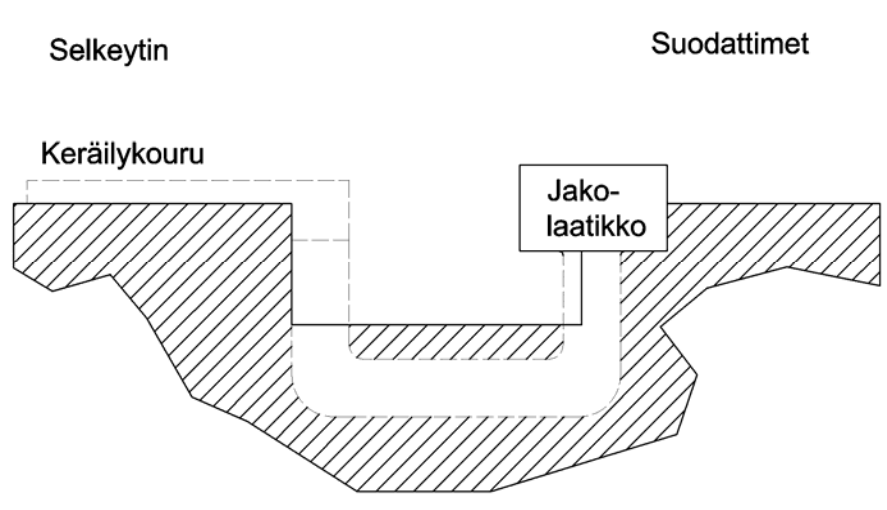 Selkeytin
Suodattimet
Keräilykouru
Jako-
laatikko